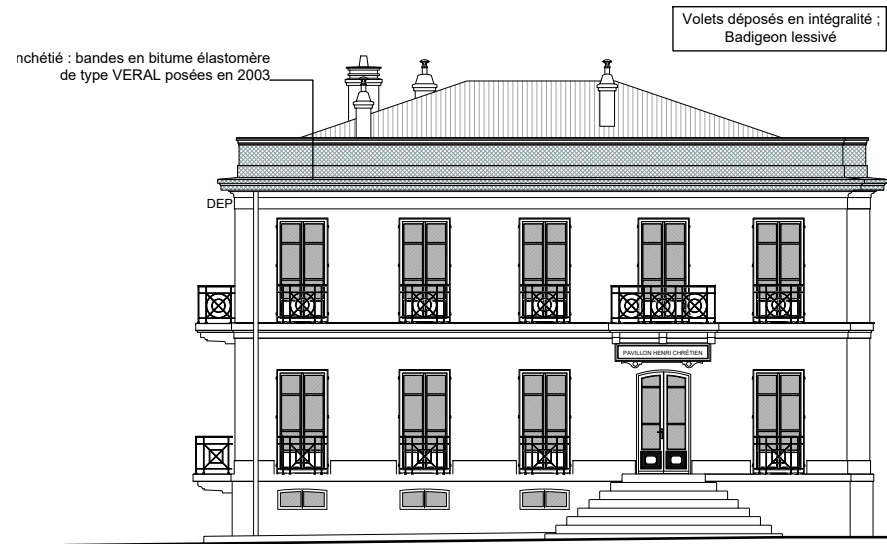 Volets déposés en intégralité ;
Badigeon lessivé
nchétié : bandes en bitume élastomère
de type VERAL posées en 2003
DEP
PAVILLON HENRI CHRÉTIEN